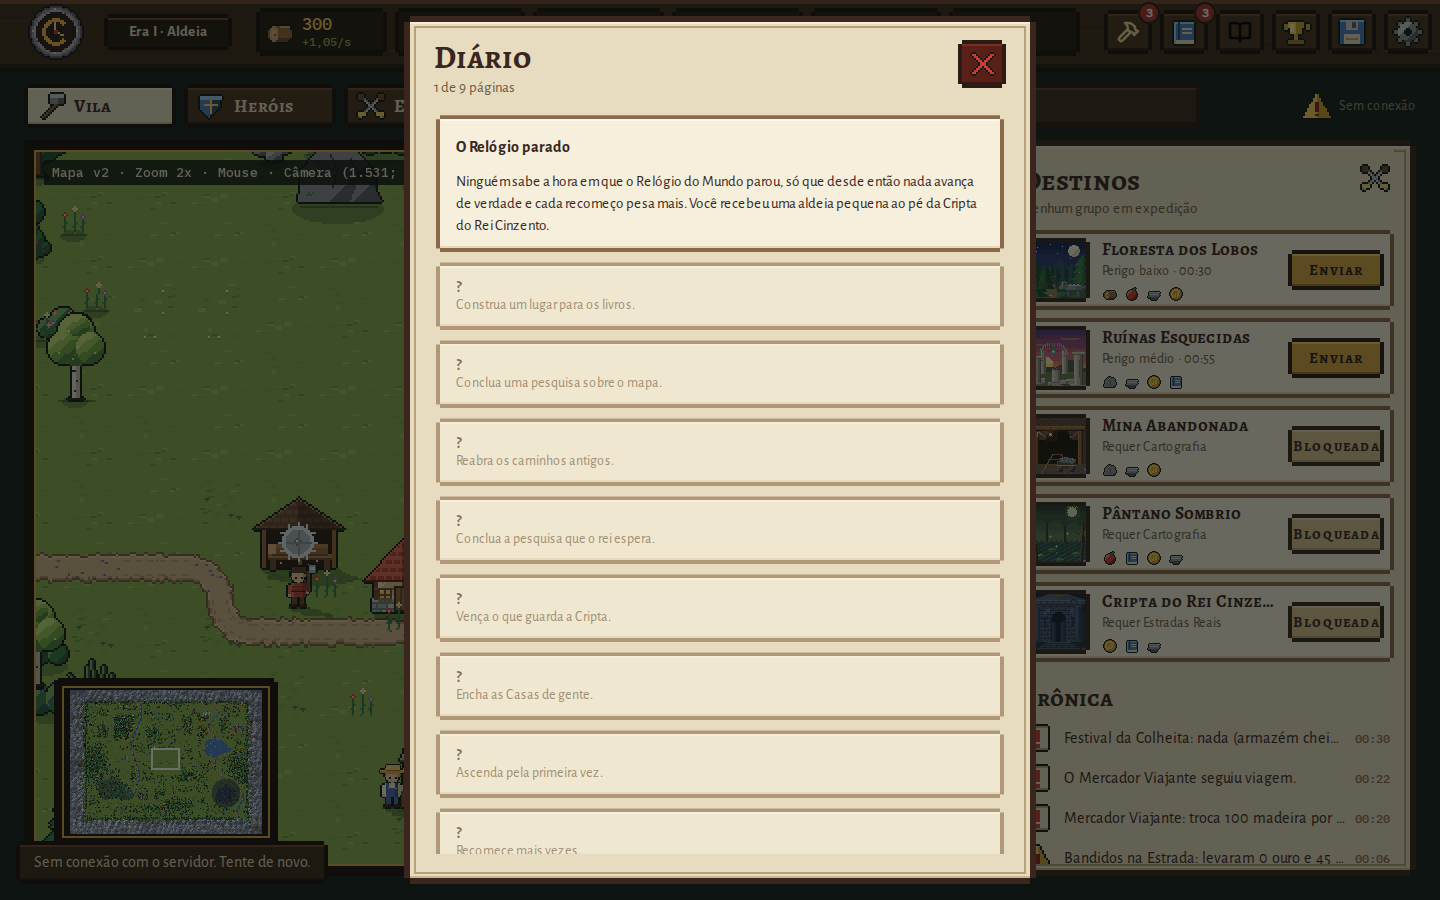 Era I · Aldeia
300
+1,05/s
3
3
Vila
Heróis
E
Sem conexão
Mapa v2 · Zoom 2x · Mouse · Câmera (1.531;
Diário
1 de 9 páginas
O Relógio parado
Ninguém sabe a hora em que o Relógio do Mundo parou, só que desde então nada avança
de verdade e cada recomeço pesa mais. Você recebeu uma aldeia pequena ao pé da Cripta
do Rei Cinzento.
?
Construa um lugar para os livros.
?
Conclua uma pesquisa sobre o mapa.
?
Reabra os caminhos antigos.
?
Conclua a pesquisa que o rei espera.
?
Vença o que guarda a Cripta.
?
Encha as Casas de gente.
?
Ascenda pela primeira vez.
?
Recomece mais vezes.
estinos
enhum grupo em expedição
Floresta dos Lobos
Perigo baixo · 00:30
Enviar
Ruínas Esquecidas
Perigo médio · 00:55
Enviar
Mina Abandonada
Requer Cartografia
Bloqueada
Pântano Sombrio
Requer Cartografia
Bloqueada
Cripta do Rei Cinze...
Requer Estradas Reais
Bloqueada
rônica
Festival da Colheita: nada (armazém chei... 00:30
O Mercador Viajante seguiu viagem. 00:22
Mercador Viajante: troca 100 madeira por ... 00:20
Bandidos na Estrada: levaram 0 ouro e 45 ... 00:06
Sem conexão com o servidor. Tente de novo.